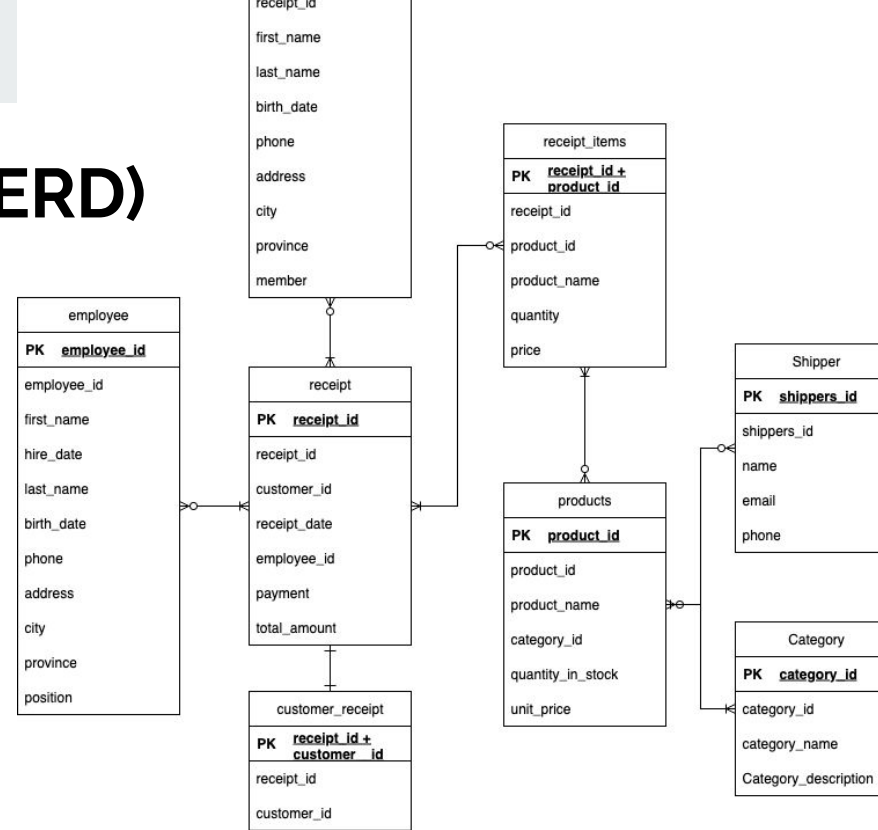 ERD)
receipt_id
first_name
last_name
birth_date
phone
address
city
province
member
employee
PK employee_id
employee_id
first_name
hire_date
last_name
birth_date
phone
address
city
province
position
receipt
PK receipt_id
receipt_id
customer_id
receipt_date
employee_id
payment
total_amount
customer_receipt
PK receipt_id +
customer_id
receipt_id
customer_id
receipt_items
PK receipt_id +
product_id
receipt_id
product_id
product_name
quantity
price
products
PK product_id
product_id
product_name
category_id
quantity_in_stock
unit_price
Shipper
PK shippers_id
shippers_id
name
email
phone
Category
PK category_id
category_id
category_name
Category_description